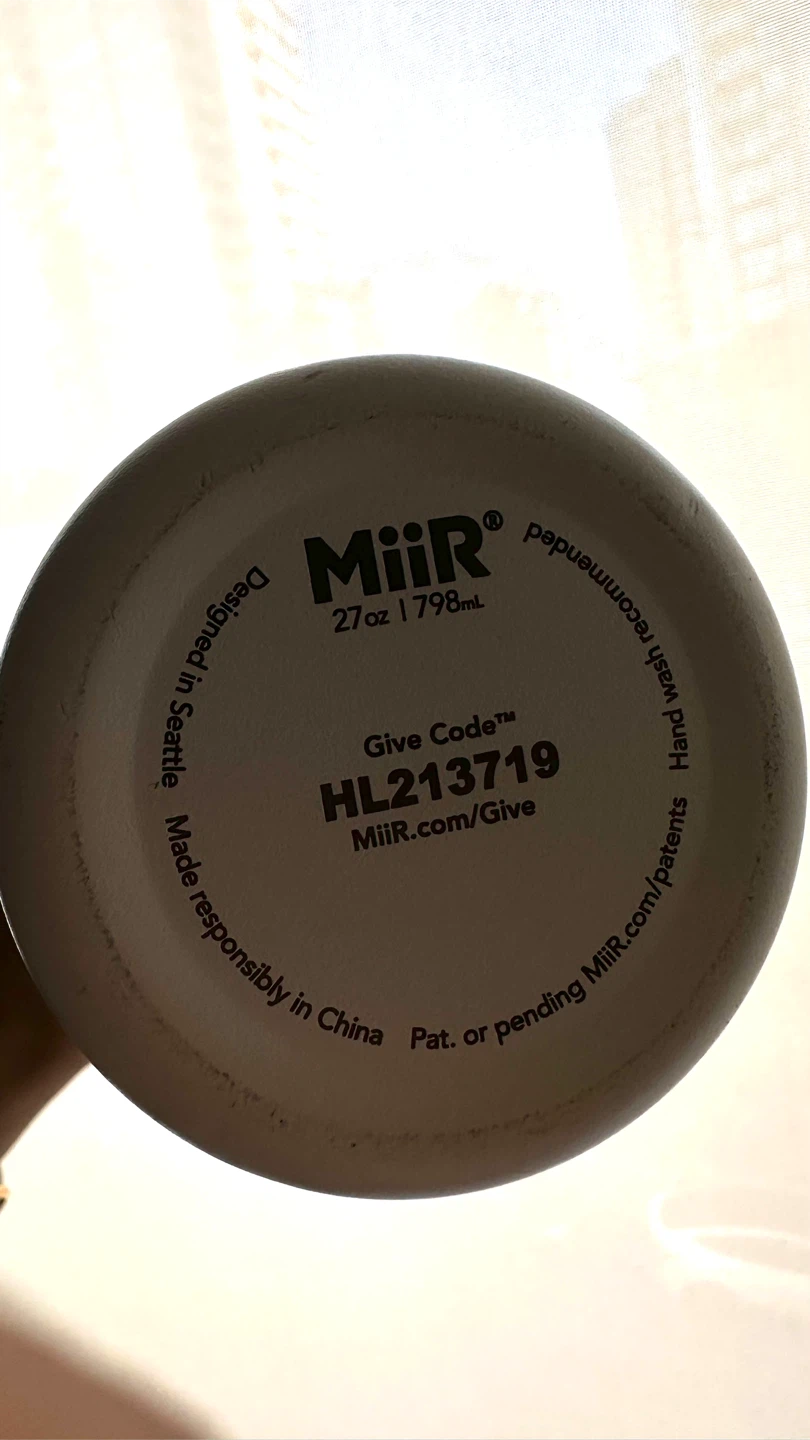 MiiR®
27oz | 798mL
Give Code™
HL213719
MiiR.com/Give
Designed in Seattle
Made responsibly in China
Pat. or pending MiiR.com/patents
Hand wash recommended